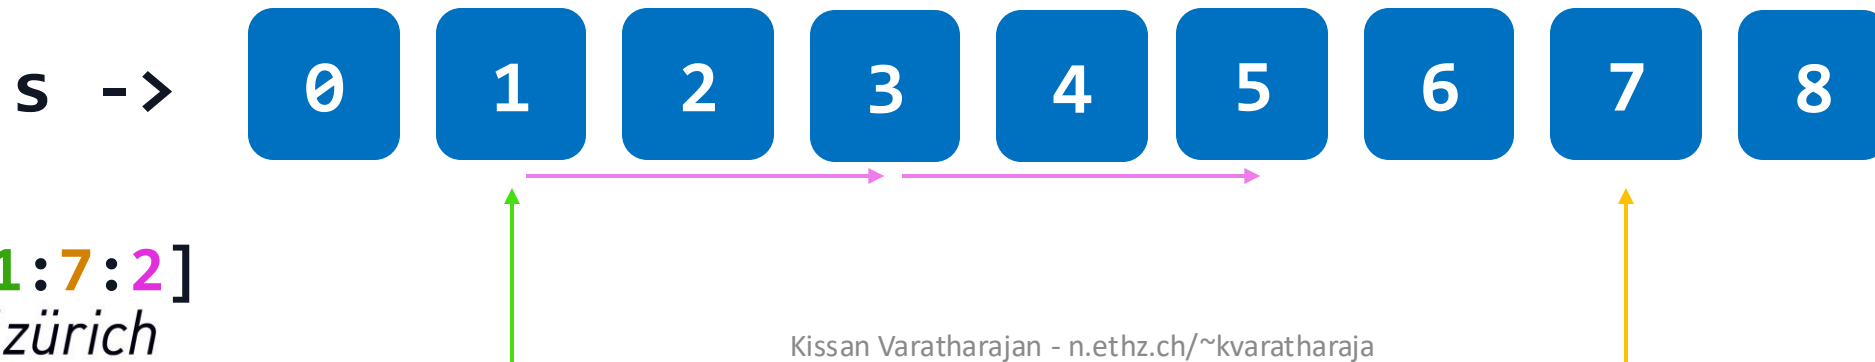 s -> 0 1 2 3 4 5 6 7 8
1:7:2]
zürich
Kissan Varatharajan - n.ethz.ch/~kvaratharaja